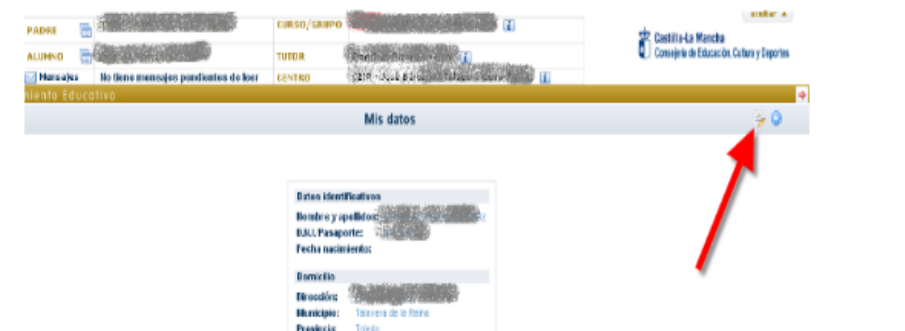 PADRE
CURSO/GRUPO
ocultar
ALUMNO
TUTOR
Castilla-La Mancha
Consejería de Educación, Cultura y Deportes
Mensajes No tiene mensajes pendientes de leer
CENTRO CEIP
miento Educativo
Mis datos
Datos identificativos
Nombre y apellidos:
D.N.I. Pasaporte:
Fecha nacimiento:
Domicilio
Dirección:
Municipio: Talavera de la Reina
Provincia: Toledo